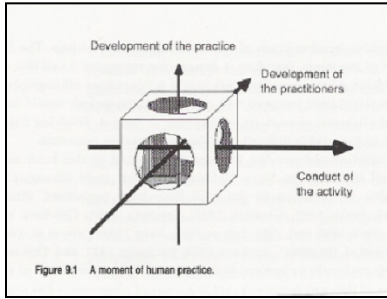 Development of the practice
Development of
the practitioners
Conduct of
the activity
Figure 9.1 A moment of human practice.